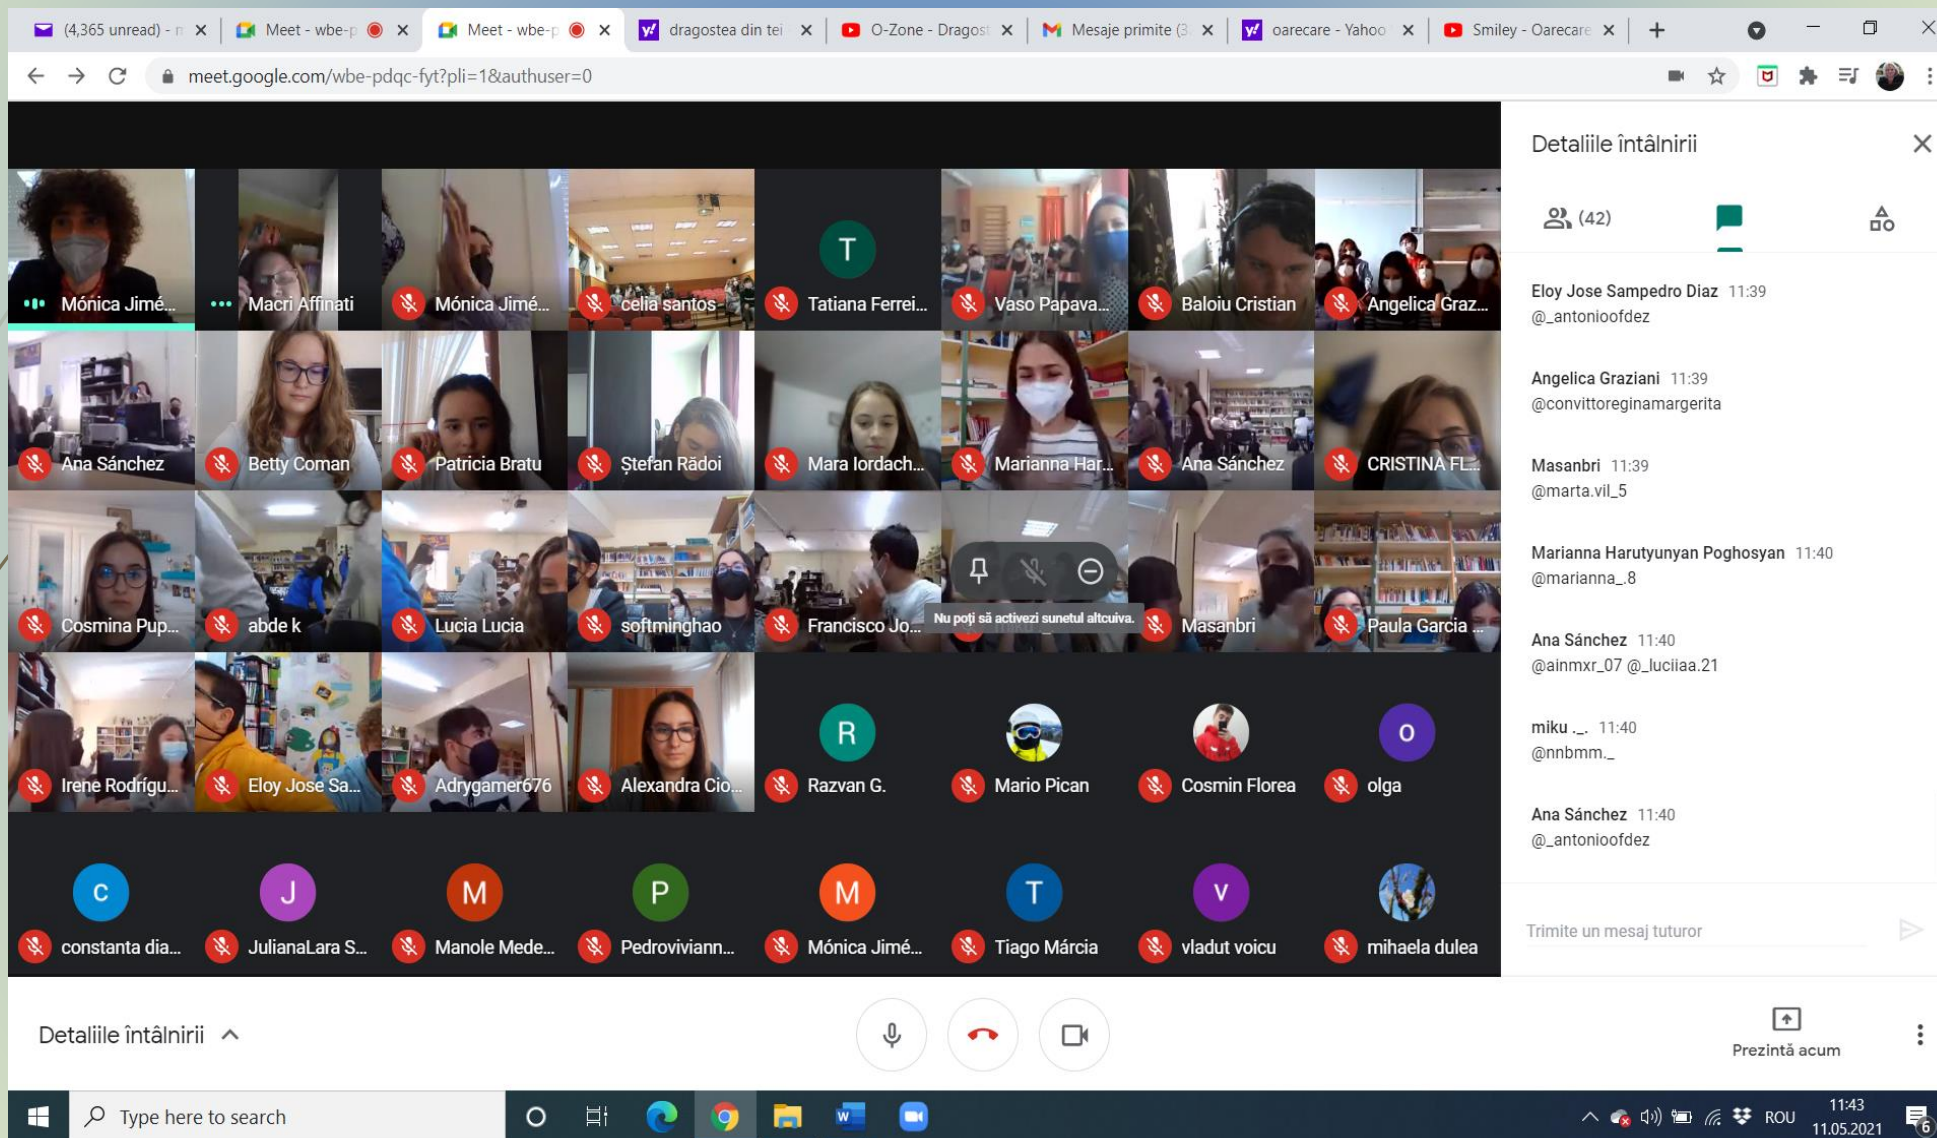 (4,365 unread) - m
Meet - wbe-p
Meet - wbe-p
dragostea din tei
O-Zone - Dragost
Mesaje primite (3
oarecare - Yahoo
Smiley - Oarecare
meet.google.com/wbe-pdqc-fyt?pli=1&authuser=0
Mónica Jimé...
Macri Affinati
Mónica Jimé...
celia santos
T
Tatiana Ferrei...
Vaso Papava...
Baloiu Cristian
Angelica Graz...
Ana Sánchez
Betty Coman
Patricia Bratu
Ștefan Rădoi
Mara Iordach...
Marianna Har...
Ana Sánchez
CRISTINA FL...
Cosmina Pup...
abde k
Lucia Lucia
softminghao
Francisco Jo...
Nu poți să activezi sunetul altcuiva.
Masanbri
Paula Garcia ...
Irene Rodrígu...
Eloy Jose Sa...
Adrygamer676
Alexandra Cio...
R
Razvan G.
Mario Pican
Cosmin Florea
o
olga
c
constanta dia...
J
JulianaLara S...
M
Manole Mede...
P
Pedroviviann...
M
Mónica Jimé...
T
Tiago Márcia
v
vladut voicu
mihaela dulea
Detaliile întâlnirii
(42)
Eloy Jose Sampedro Diaz 11:39
@_antonioofdez
Angelica Graziani 11:39
@convittoreginamargerita
Masanbri 11:39
@marta.vil_5
Marianna Harutyunyan Poghosyan 11:40
@marianna_.8
Ana Sánchez 11:40
@ainmxr_07 @_luciiaa.21
miku ._. 11:40
@nnbmm._
Ana Sánchez 11:40
@_antonioofdez
Trimite un mesaj tuturor
Detaliile întâlnirii
Prezintă acum
Type here to search
ROU
11:43
11.05.2021
6